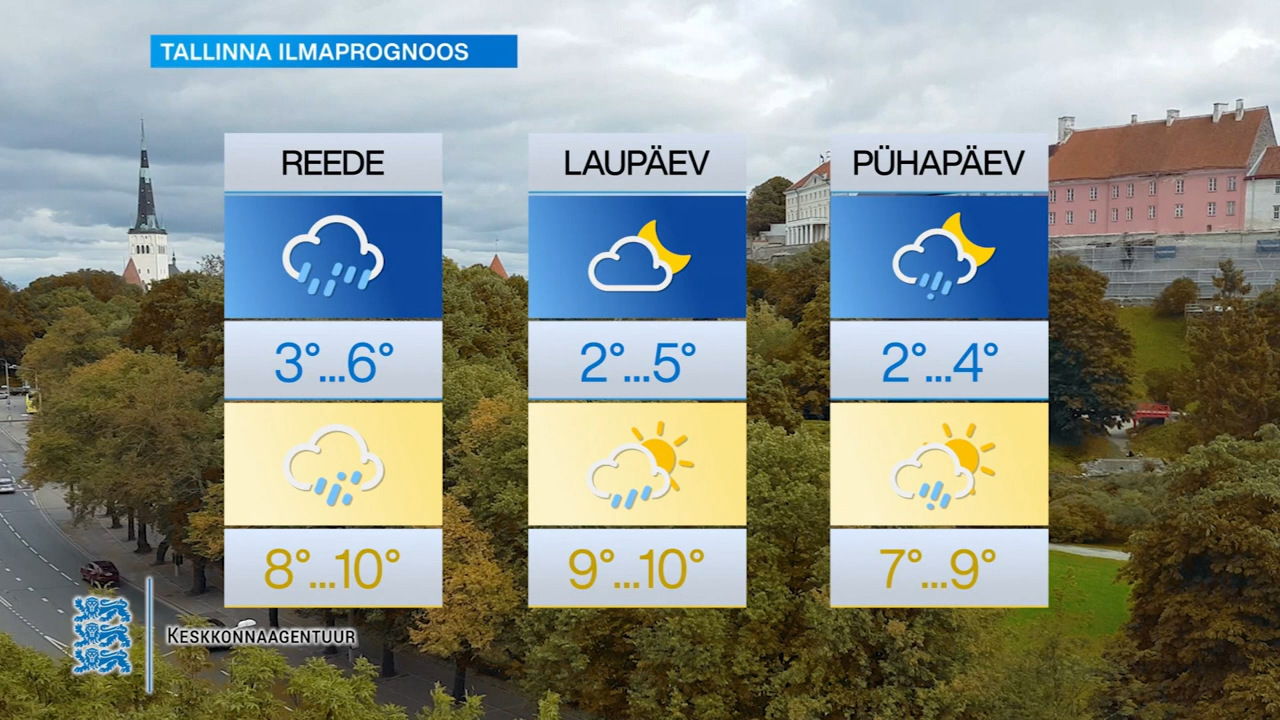 TALLINNA ILMAPROGNOOS
REEDE
3°...6°
8°...10°
LAUPÄEV
2°...5°
9°...10°
PÜHAPÄEV
2°...4°
7°...9°
KESKKONNAAGENTUUR